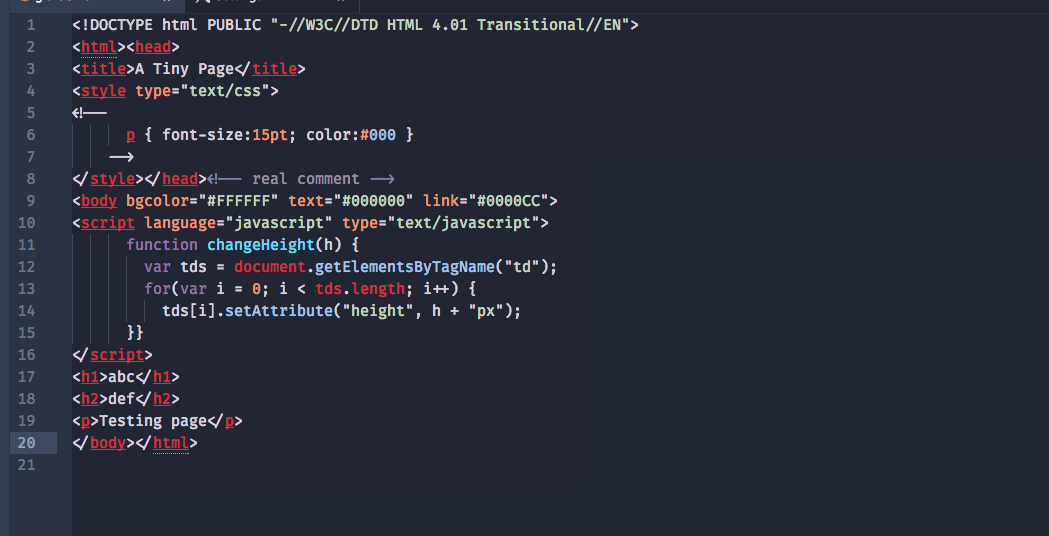 1 <!DOCTYPE html PUBLIC "-//W3C//DTD HTML 4.01 Transitional//EN">
2 <html><head>
3 <title>A Tiny Page</title>
4 <style type="text/css">
5 <!--
6 p { font-size:15pt; color:#000 }
7 -->
8 </style></head><!-- real comment -->
9 <body bgcolor="#FFFFFF" text="#000000" link="#0000CC">
10 <script language="javascript" type="text/javascript">
11 function changeHeight(h) {
12 var tds = document.getElementsByTagName("td");
13 for(var i = 0; i < tds.length; i++) {
14 tds[i].setAttribute("height", h + "px");
15 }}
16 </script>
17 <h1>abc</h1>
18 <h2>def</h2>
19 <p>Testing page</p>
20 </body></html>
21